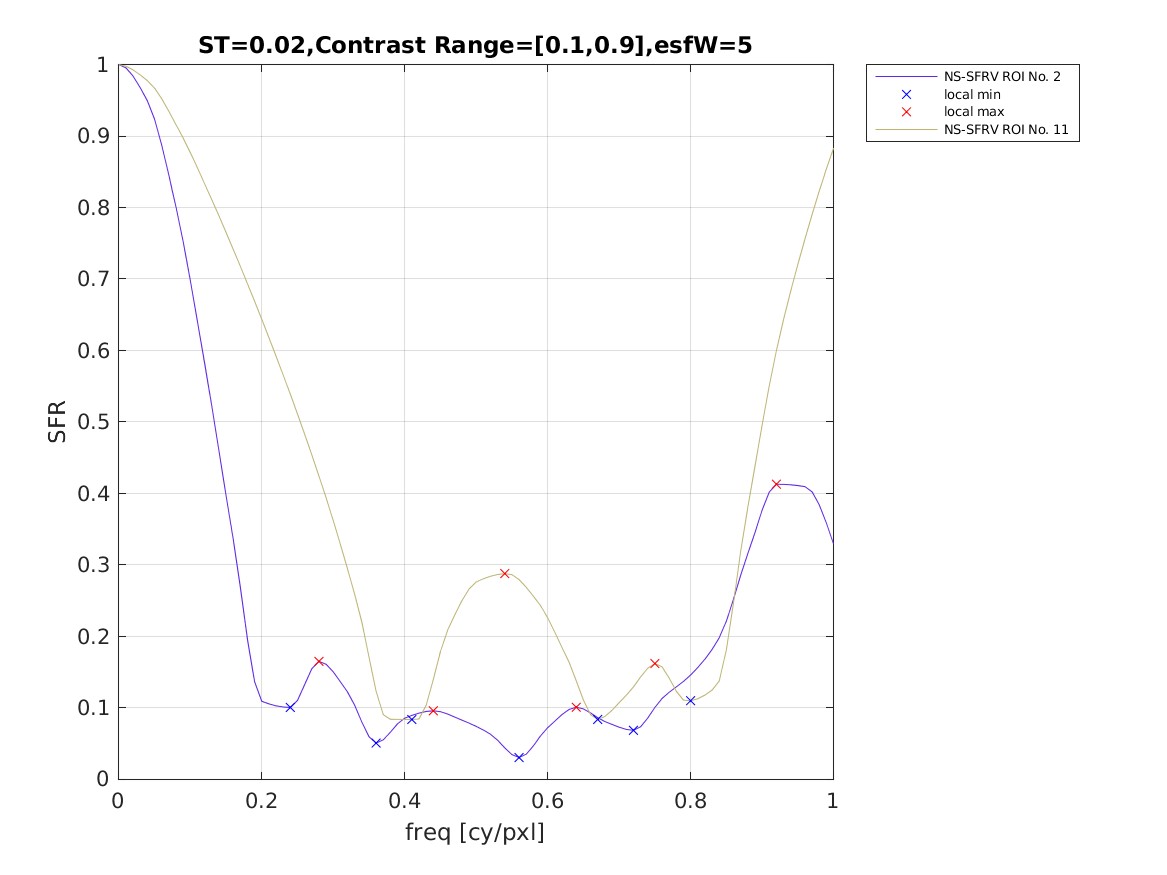 ST=0.02,Contrast Range=[0.1,0.9],esfW=5
NS-SFRV ROI No. 2
local min
local max
NS-SFRV ROI No. 11
1
0.9
0.8
0.7
0.6
0.5
0.4
0.3
0.2
0.1
0
SFR
0 0.2 0.4 0.6 0.8 1
freq [cy/pxl]